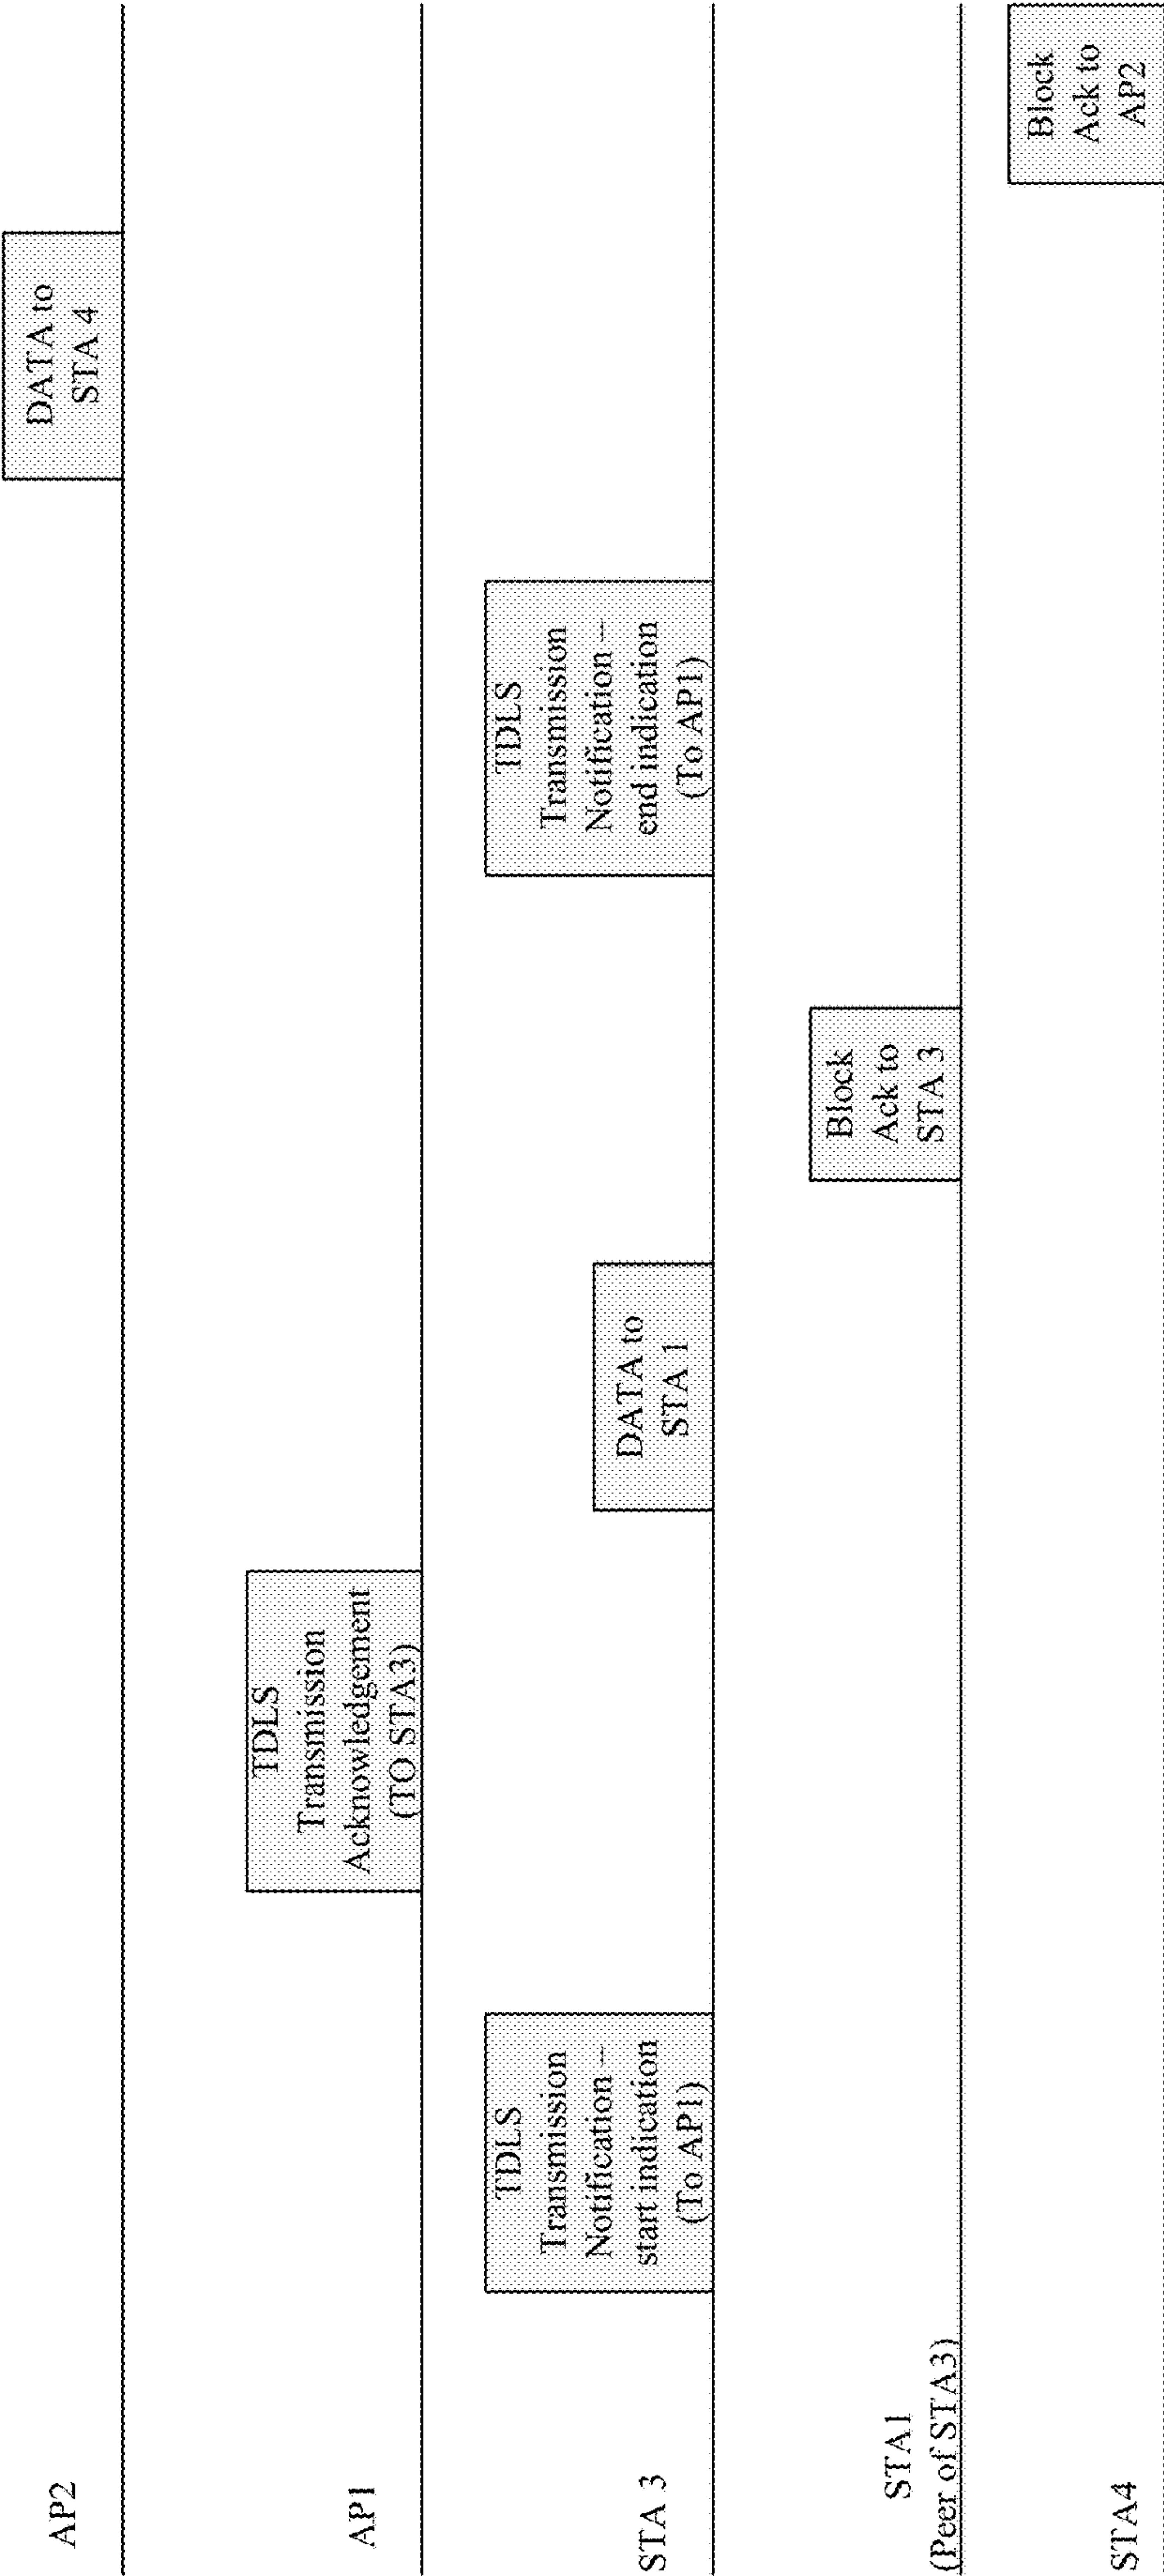 AP2
DATA to
STA 4
AP1
TDLS
Transmission
Acknowledgement
(TO STA3)
STA 3
TDLS
Transmission
Notification –
start indication
(To AP1)
DATA to
STA 1
TDLS
Transmission
Notification –
end indication
(To AP1)
STA1
(Peer of STA3)
Block
Ack to
STA 3
STA4
Block
Ack to
AP2